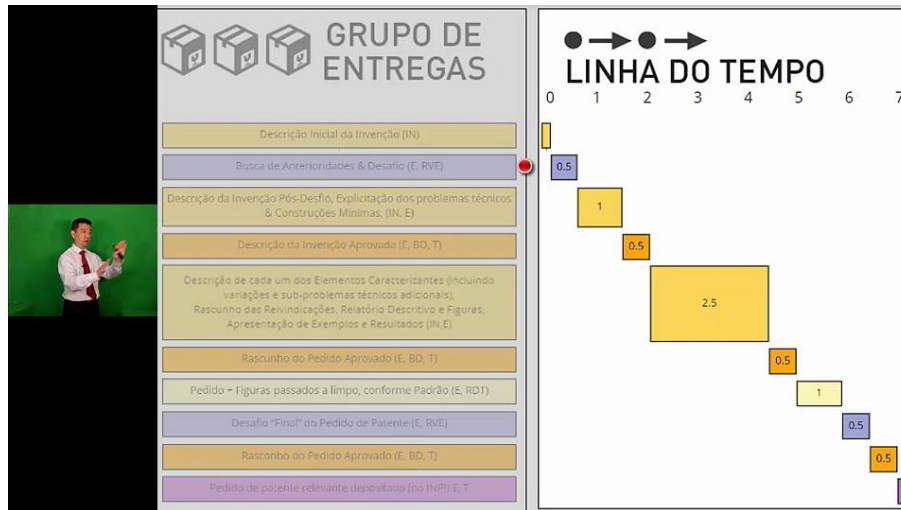 GRUPO DE
ENTREGAS
Descrição Inicial da Invenção (IN)
Busca de Anterioridades & Desafio (E, RVE)
Descrição da Invenção Pós-Desfio, Explicitação dos problemas técnicos
& Construções Mínimas, (IN, E)
Descrição da Invenção Aprovada (E, BD, T)
Descrição de cada um dos Elementos Caracterizantes (incluindo
variações e sub-problemas técnicos adicionais),
Rascunho das Reivindicações, Relatório Descritivo e Figuras,
Apresentação de Exemplos e Resultados (IN,E)
Rascunho do Pedido Aprovado (E, BD, T)
Pedido + Figuras passados a limpo, conforme Padrão (E, RDT)
Desafio "Final" do Pedido de Patente (E, RVE)
Rasconho do Pedido Aprovado (E, BD, T)
Pedido de patente relevante depositado (no INPI) E, T
LINHA DO TEMPO
0 1 2 3 4 5 6 7
0.5
1
0.5
2.5
0.5
1
0.5
0.5